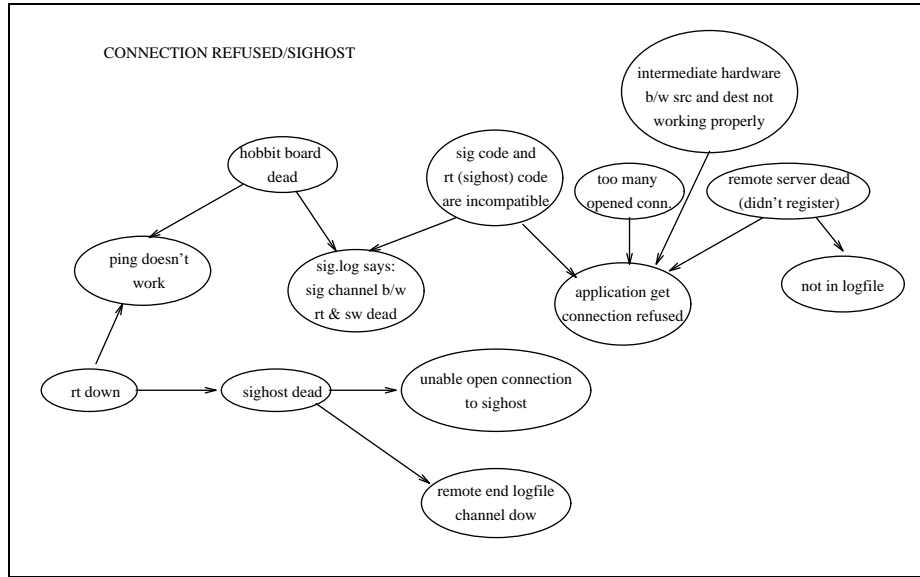 CONNECTION REFUSED/SIGHOST
intermediate hardware
b/w src and dest not
working properly
hobbit board
dead
sig code and
rt (sighost) code
are incompatible
too many
opened conn.
remote server dead
(didn't register)
ping doesn't
work
sig.log says:
sig channel b/w
rt & sw dead
application get
connection refused
not in logfile
rt down
sighost dead
unable open connection
to sighost
remote end logfile
channel dow